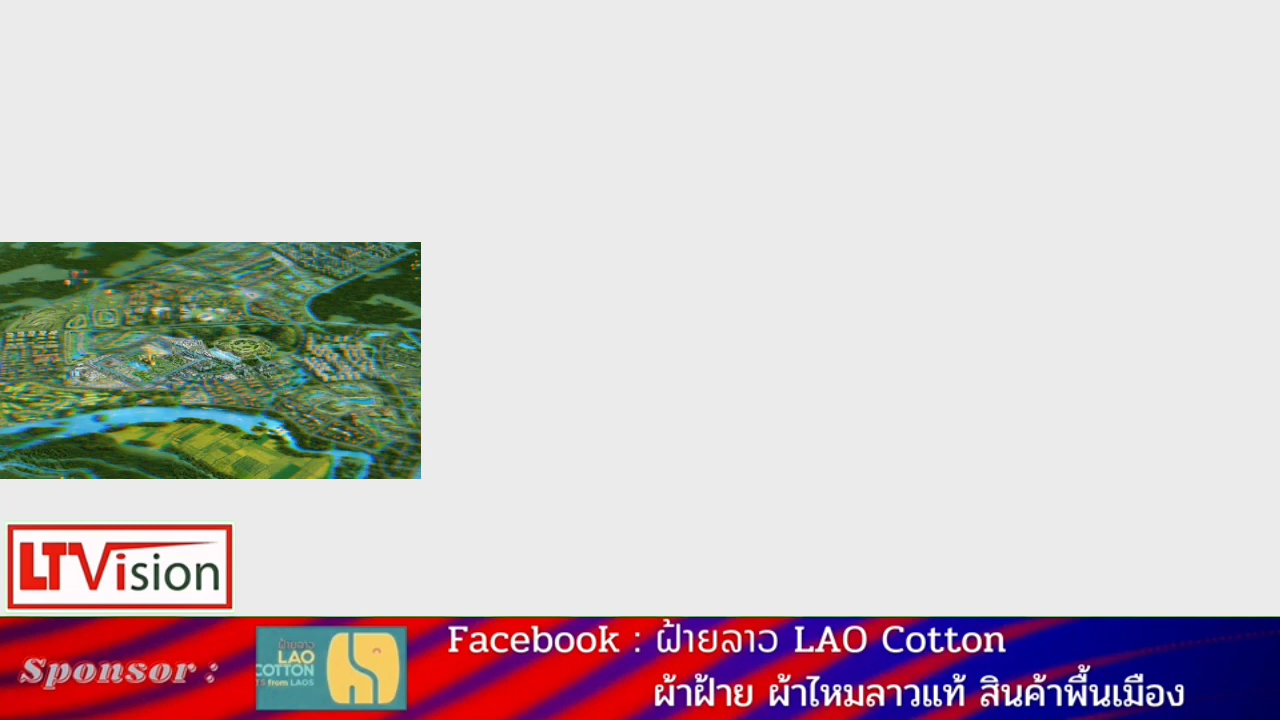 LTVision
Sponsor :
ฝ้ายลาว
LAO
COTTON
TS from LAOS
Facebook : ฝ้ายลาว LAO Cotton
ผ้าฝ้าย ผ้าไหมลาวแท้ สินค้าพื้นเมือง